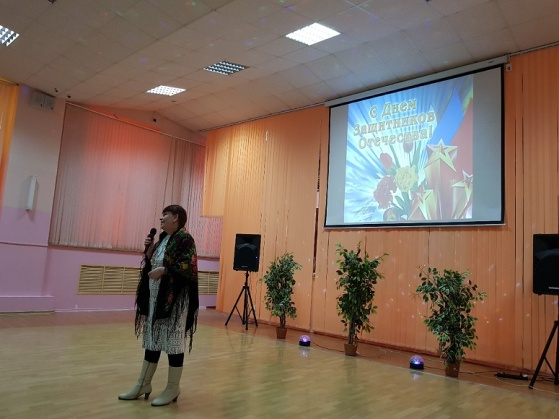 С Днем
Защитников
Отечества!